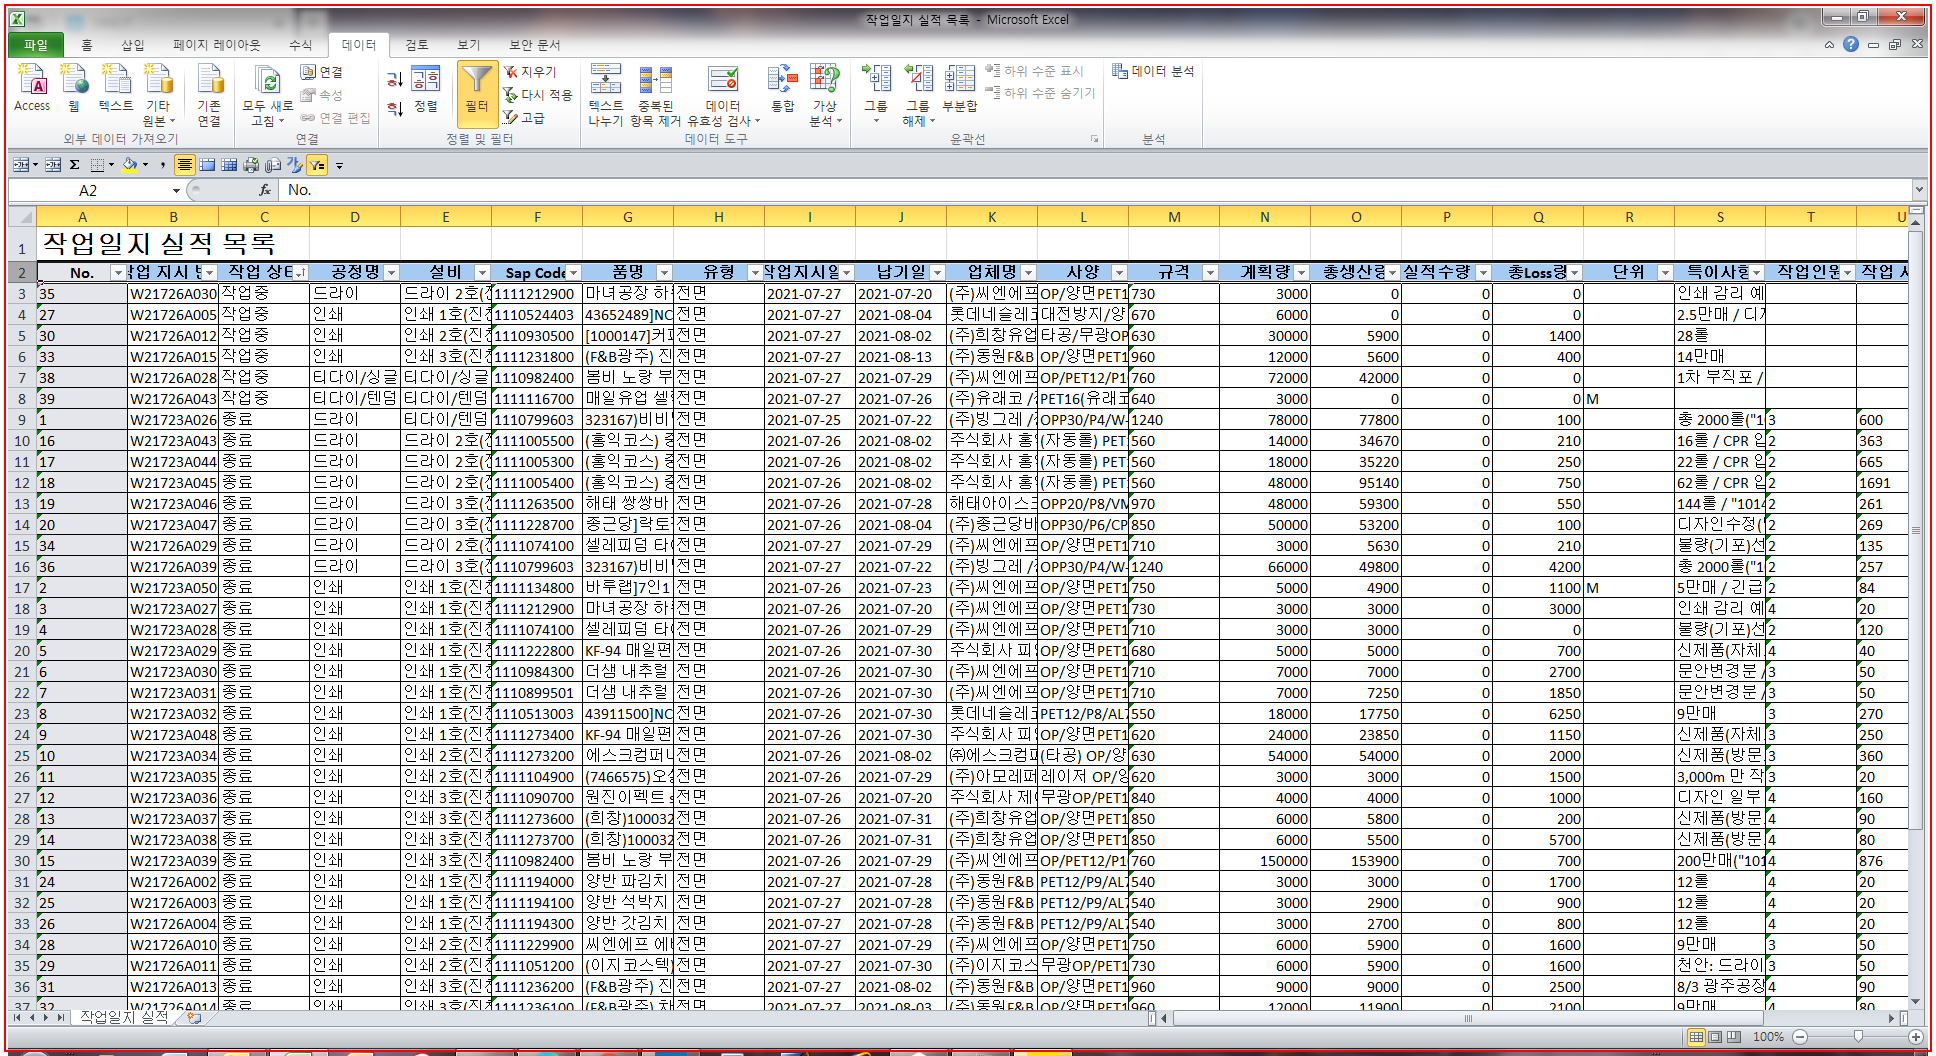 작업일지 실적 목록 - Microsoft Excel
파일 홈 삽입 페이지 레이아웃 수식 데이터 검토 보기 보안 문서
Access 웹 텍스트 기타 원본 기존 연결 모두 새로 고침 연결 속성 연결 편집 정렬 필터 지우기 다시 적용 고급 텍스트 나누기 중복된 항목 제거 데이터 유효성 검사 통합 가상 분석 그룹 그룹 해제 부분합 하위 수준 표시 하위 수준 숨기기 데이터 분석
외부 데이터 가져오기 연결 정렬 및 필터 데이터 도구 윤곽선 분석
A2 fx No.
A B C D E F G H I J K L M N O P Q R S T U
1 작업일지 실적 목록
2 No. 작업 지시 작업 상태 공정명 설비 Sap Code 품명 유형 작업지시일 납기일 업체명 사양 규격 계획량 총생산량 실적수량 총Loss량 단위 특이사항 작업인원 작업
3 35 W21726A030 작업중 드라이 드라이 2호( 1111212900 마녀공장 전면 2021-07-27 2021-07-20 (주)씨엔에프 OP/양면PET1 730 3000 0 0 0 인쇄 감리 예
4 27 W21726A005 작업중 인쇄 인쇄 1호(진 1110524403 43652489]NC 전면 2021-07-27 2021-08-04 롯데네슬레 대전방지/양 670 6000 0 0 0 2.5만매 /
5 30 W21726A012 작업중 인쇄 인쇄 2호(진 1110930500 [1000147]커 전면 2021-07-27 2021-08-02 (주)희창유업 타공/무광OP 630 30000 5900 0 1400 28롤
6 33 W21726A015 작업중 인쇄 인쇄 3호(진 1111231800 (F&B광주) 진 전면 2021-07-27 2021-08-13 (주)동원F&B OP/양면PET1 960 12000 5600 0 400 14만매
7 38 W21726A028 작업중 티다이/싱글 티다이/싱글 1110982400 봄비 노랑 부 전면 2021-07-27 2021-07-29 (주)씨엔에프 OP/PET12/P1 760 72000 42000 0 0 1차 부직포 /
8 39 W21726A043 작업중 티다이/텐덤 티다이/텐덤 1111116700 매일유업 셀 전면 2021-07-27 2021-07-26 (주)유래코 / PET16(유래코 640 3000 0 0 0 M
9 1 W21723A026 종료 드라이 티다이/텐덤 1110799603 323167)비비 전면 2021-07-25 2021-07-22 (주)빙그레 / OPP30/P4/W- 1240 78000 77800 0 100 총 2000롤("1 3 600
10 16 W21723A043 종료 드라이 드라이 2호( 1111005500 (홍익코스) 중 전면 2021-07-26 2021-08-02 주식회사 홍 (자동롤) PET 560 14000 34670 0 210 16롤 / CPR 입 2 363
11 17 W21723A044 종료 드라이 드라이 2호( 1111005300 (홍익코스) 중 전면 2021-07-26 2021-08-02 주식회사 홍 (자동롤) PET 560 18000 35220 0 250 22롤 / CPR 입 2 665
12 18 W21723A045 종료 드라이 드라이 2호( 1111005400 (홍익코스) 중 전면 2021-07-26 2021-08-02 주식회사 홍 (자동롤) PET 560 48000 95140 0 750 62롤 / CPR 입 2 1691
13 19 W21723A046 종료 드라이 드라이 3호( 1111263500 해태 쌍쌍바 전면 2021-07-26 2021-07-28 해태아이스 OPP20/P8/VM 970 48000 59300 0 550 144롤 / "1014 2 261
14 20 W21723A047 종료 드라이 드라이 3호( 1111228700 종근당]락토 전면 2021-07-26 2021-08-04 (주)종근당바 OPP30/P6/CP 850 50000 53200 0 100 디자인수정( 2 269
15 34 W21726A029 종료 드라이 드라이 2호( 1111074100 셀레피덤 타 전면 2021-07-27 2021-07-29 (주)씨엔에프 OP/양면PET1 710 3000 5630 0 210 불량(기포)선 2 135
16 36 W21726A039 종료 드라이 드라이 3호( 1110799603 323167)비비 전면 2021-07-27 2021-07-22 (주)빙그레 / OPP30/P4/W- 1240 66000 49800 0 4200 총 2000롤("1 2 257
17 2 W21723A050 종료 인쇄 인쇄 1호(진 1111134800 바투랩]7인1 전면 2021-07-26 2021-07-23 (주)씨엔에프 OP/양면PET1 750 5000 4900 0 1100 M 5만매 / 긴급 2 84
18 3 W21723A027 종료 인쇄 인쇄 1호(진 1111212900 마녀공장 전면 2021-07-26 2021-07-20 (주)씨엔에프 OP/양면PET1 730 3000 3000 0 3000 인쇄 감리 예 4 20
19 4 W21723A028 종료 인쇄 인쇄 1호(진 1111074100 셀레피덤 타 전면 2021-07-26 2021-07-29 (주)씨엔에프 OP/양면PET1 710 3000 3000 0 0 불량(기포)선 2 120
20 5 W21723A029 종료 인쇄 인쇄 1호(진 1111222800 KF-94 매일편 전면 2021-07-26 2021-07-30 주식회사 피 OP/양면PET1 680 5000 5000 0 700 신제품(자체 4 40
21 6 W21723A030 종료 인쇄 인쇄 1호(진 1110984300 더샘 내추럴 전면 2021-07-26 2021-07-30 (주)씨엔에프 OP/양면PET1 710 7000 7000 0 2700 문안변경분 / 3 50
22 7 W21723A031 종료 인쇄 인쇄 1호(진 1110899501 더샘 내추럴 전면 2021-07-26 2021-07-30 (주)씨엔에프 OP/양면PET1 710 7000 7250 0 1850 문안변경분 / 3 50
23 8 W21723A032 종료 인쇄 인쇄 1호(진 1110513003 43911500]NC 전면 2021-07-26 2021-07-30 롯데네슬레 PET12/P8/AL7 550 18000 17750 0 6250 9만매 3 270
24 9 W21723A048 종료 인쇄 인쇄 1호(진 1111273400 KF-94 매일편 전면 2021-07-26 2021-07-30 주식회사 피 OP/양면PET1 620 24000 23850 0 1150 신제품(자체 3 250
25 10 W21723A034 종료 인쇄 인쇄 2호(진 1111273200 에스크컴퍼니 전면 2021-07-26 2021-08-02 ㈜에스크컴퍼 (타공) OP/양 630 54000 54000 0 2000 신제품(방문 3 360
26 11 W21723A035 종료 인쇄 인쇄 2호(진 1111104900 (7466575)오 전면 2021-07-26 2021-07-29 (주)아모레퍼 레이저 OP/양 620 3000 3000 0 1500 3,000m 만 작 3 20
27 12 W21723A036 종료 인쇄 인쇄 3호(진 1111090700 원진이펙트 s 전면 2021-07-26 2021-07-20 주식회사 제 무광OP/PET1 840 4000 4000 0 1000 디자인 일부 4 160
28 13 W21723A037 종료 인쇄 인쇄 3호(진 1111273600 (희창)100032 전면 2021-07-26 2021-07-31 (주)희창유업 OP/양면PET1 850 6000 5800 0 200 신제품(방문 4 90
29 14 W21723A038 종료 인쇄 인쇄 3호(진 1111273700 (희창)100032 전면 2021-07-26 2021-07-31 (주)희창유업 OP/양면PET1 850 6000 5500 0 5700 신제품(방문 4 80
30 15 W21723A039 종료 인쇄 인쇄 3호(진 1110982400 봄비 노랑 부 전면 2021-07-26 2021-07-29 (주)씨엔에프 OP/PET12/P1 760 150000 153900 0 700 200만매("101 4 876
31 24 W21726A002 종료 인쇄 인쇄 1호(진 1111194000 양반 파김치 전면 2021-07-27 2021-07-28 (주)동원F&B PET12/P9/AL7 540 3000 3000 0 1700 12롤 4 20
32 25 W21726A003 종료 인쇄 인쇄 1호(진 1111194100 양반 석박지 전면 2021-07-27 2021-07-28 (주)동원F&B PET12/P9/AL7 540 3000 2900 0 900 12롤 4 20
33 26 W21726A004 종료 인쇄 인쇄 1호(진 1111194300 양반 갓김치 전면 2021-07-27 2021-07-28 (주)동원F&B PET12/P9/AL7 540 3000 2700 0 800 12롤 4 20
34 28 W21726A010 종료 인쇄 인쇄 2호(진 1111229900 씨엔에프 에 전면 2021-07-27 2021-07-29 (주)씨엔에프 OP/양면PET1 750 6000 5900 0 1600 9만매 3 50
35 29 W21726A011 종료 인쇄 인쇄 2호(진 1111051200 (이지코스텍) 전면 2021-07-27 2021-07-30 (주)이지코스 무광OP/PET1 730 6000 5900 0 1600 천안: 드라이 3 50
36 31 W21726A013 종료 인쇄 인쇄 3호(진 1111236200 (F&B광주) 진 전면 2021-07-27 2021-08-02 (주)동원F&B OP/양면PET1 960 9000 9000 0 2500 8/3 광주공장 4 90
37 32 W21726A014 종료 인쇄 인쇄 3호(진 1111236100 (F&B광주) 전면 2021-07-27 2021-08-03 (주)동원F&B OP/양면PET1 960 12000 11900 0 2100 9만매 4 80
작업일지 실적
100%